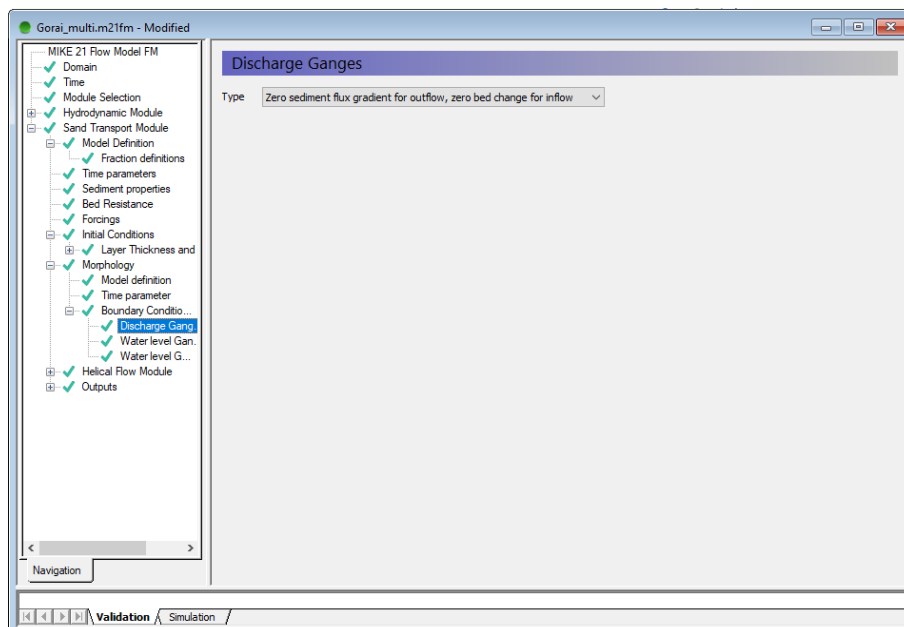 Gorai_multi.m21fm - Modified
MIKE 21 Flow Model FM
Domain
Time
Module Selection
Hydrodynamic Module
Sand Transport Module
Model Definition
Fraction definitions
Time parameters
Sediment properties
Bed Resistance
Forcings
Initial Conditions
Layer Thickness and
Morphology
Model definition
Time parameter
Boundary Conditio...
Discharge Gang.
Water level Gan.
Water level G...
Helical Flow Module
Outputs
Navigation
Discharge Ganges
Type Zero sediment flux gradient for outflow, zero bed change for inflow
Validation Simulation